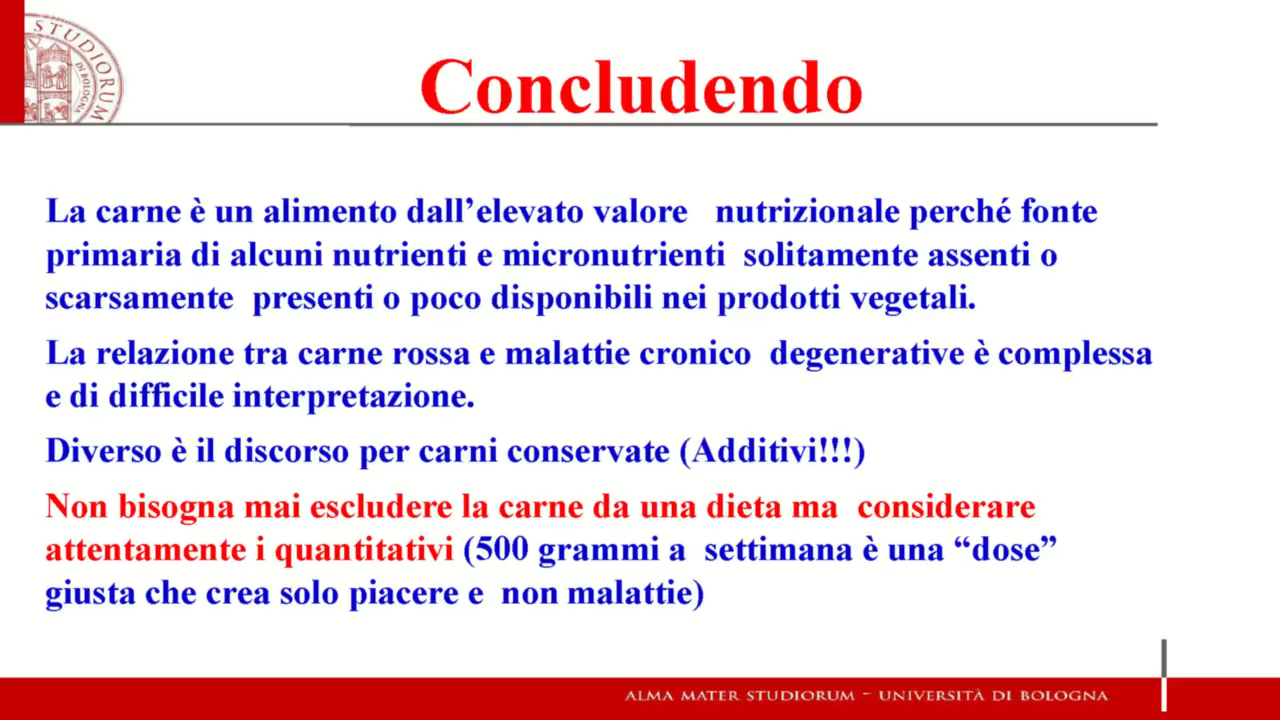 STUDIORUM
DI BOLOGNA
Concludendo
La carne è un alimento dall’elevato valore nutrizionale perché fonte
primaria di alcuni nutrienti e micronutrienti solitamente assenti o
scarsamente presenti o poco disponibili nei prodotti vegetali.
La relazione tra carne rossa e malattie cronico degenerative è complessa
e di difficile interpretazione.
Diverso è il discorso per carni conservate (Additivi!!!)
Non bisogna mai escludere la carne da una dieta ma considerare
attentamente i quantitativi (500 grammi a settimana è una “dose”
giusta che crea solo piacere e non malattie)
ALMA MATER STUDIORUM - UNIVERSITÀ DI BOLOGNA